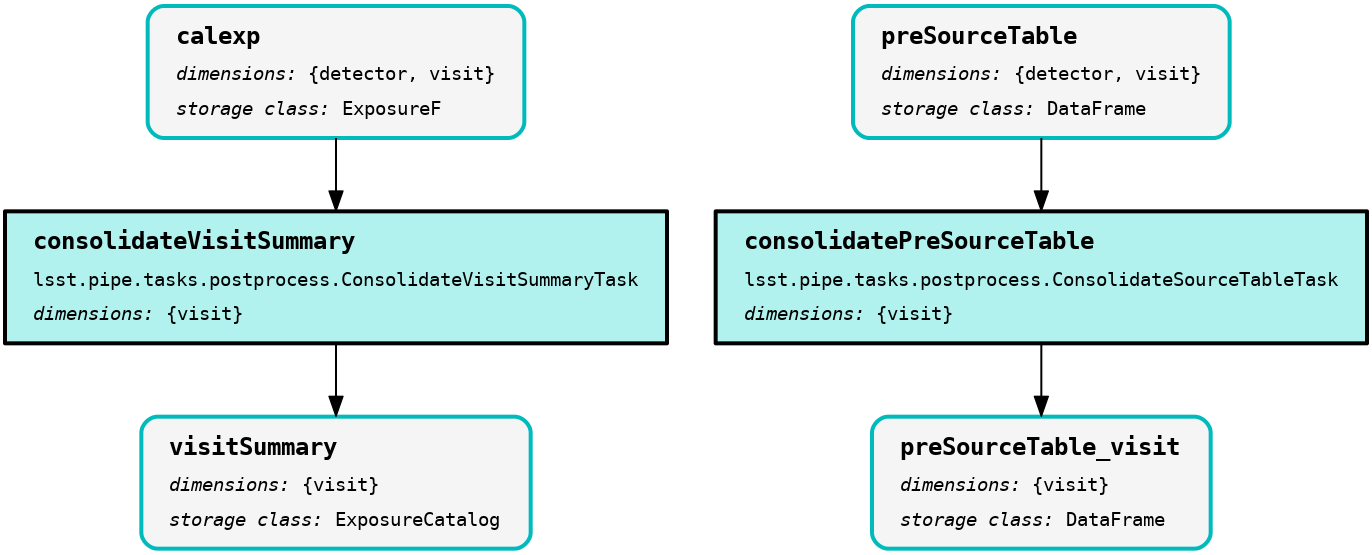 calexp
dimensions: {detector, visit}
storage class: ExposureF
preSourceTable
dimensions: {detector, visit}
storage class: DataFrame
consolidateVisitSummary
lsst.pipe.tasks.postprocess.ConsolidateVisitSummaryTask
dimensions: {visit}
consolidatePreSourceTable
lsst.pipe.tasks.postprocess.ConsolidateSourceTableTask
dimensions: {visit}
visitSummary
dimensions: {visit}
storage class: ExposureCatalog
preSourceTable_visit
dimensions: {visit}
storage class: DataFrame